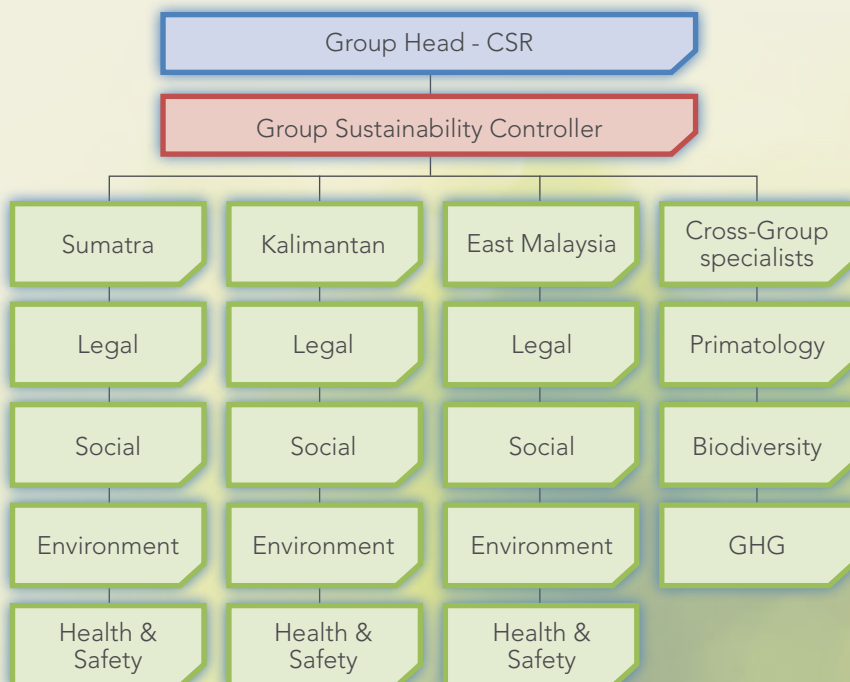 Group Head - CSR
Group Sustainability Controller
Sumatra
Kalimantan
East Malaysia
Cross-Group
specialists
Legal
Legal
Legal
Primatology
Social
Social
Social
Biodiversity
Environment
Environment
Environment
GHG
Health &
Safety
Health &
Safety
Health &
Safety